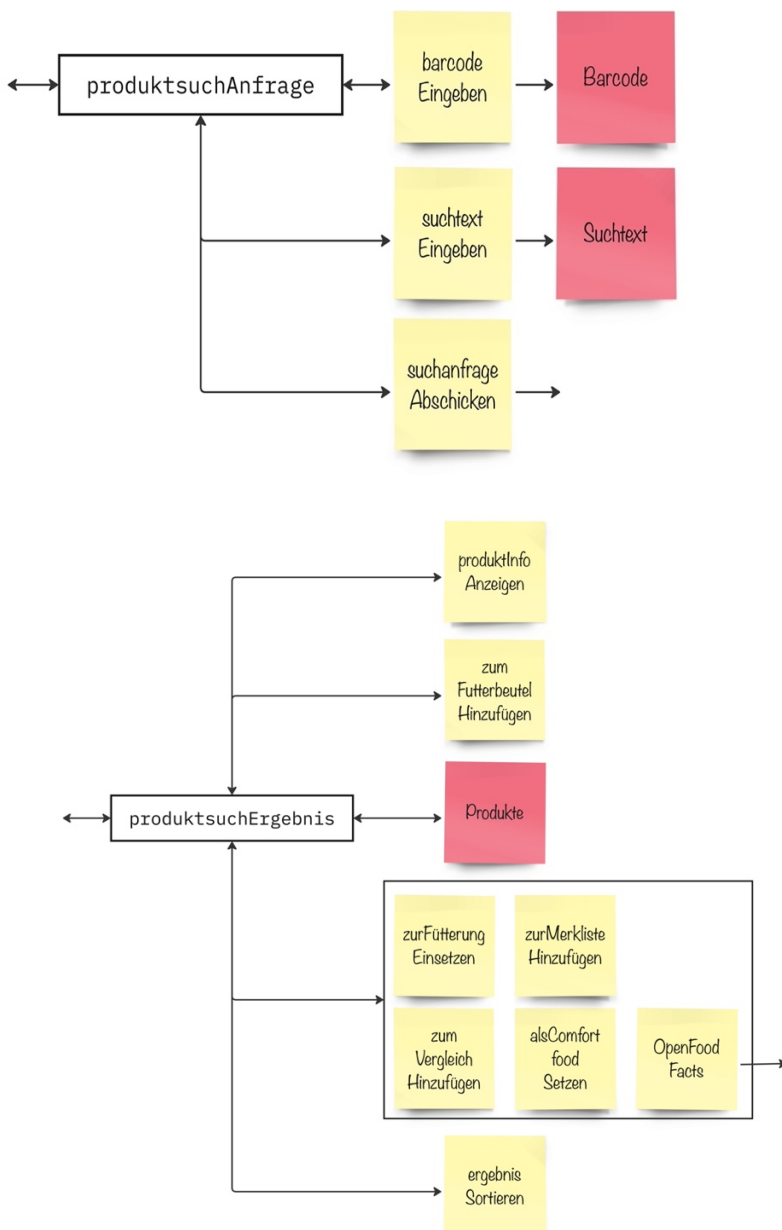 produktsuchAnfrage
barcode
Eingeben
Barcode
suchtext
Eingeben
Suchtext
suchanfrage
Abschicken
produktInfo
Anzeigen
zum
Futterbeutel
Hinzufügen
produktsuchErgebnis
Produkte
zurFütterung
Einsetzen
zurMerkliste
Hinzufügen
zum
Vergleich
Hinzufügen
alsComfort
food
Setzen
OpenFood
Facts
ergebnis
Sortieren